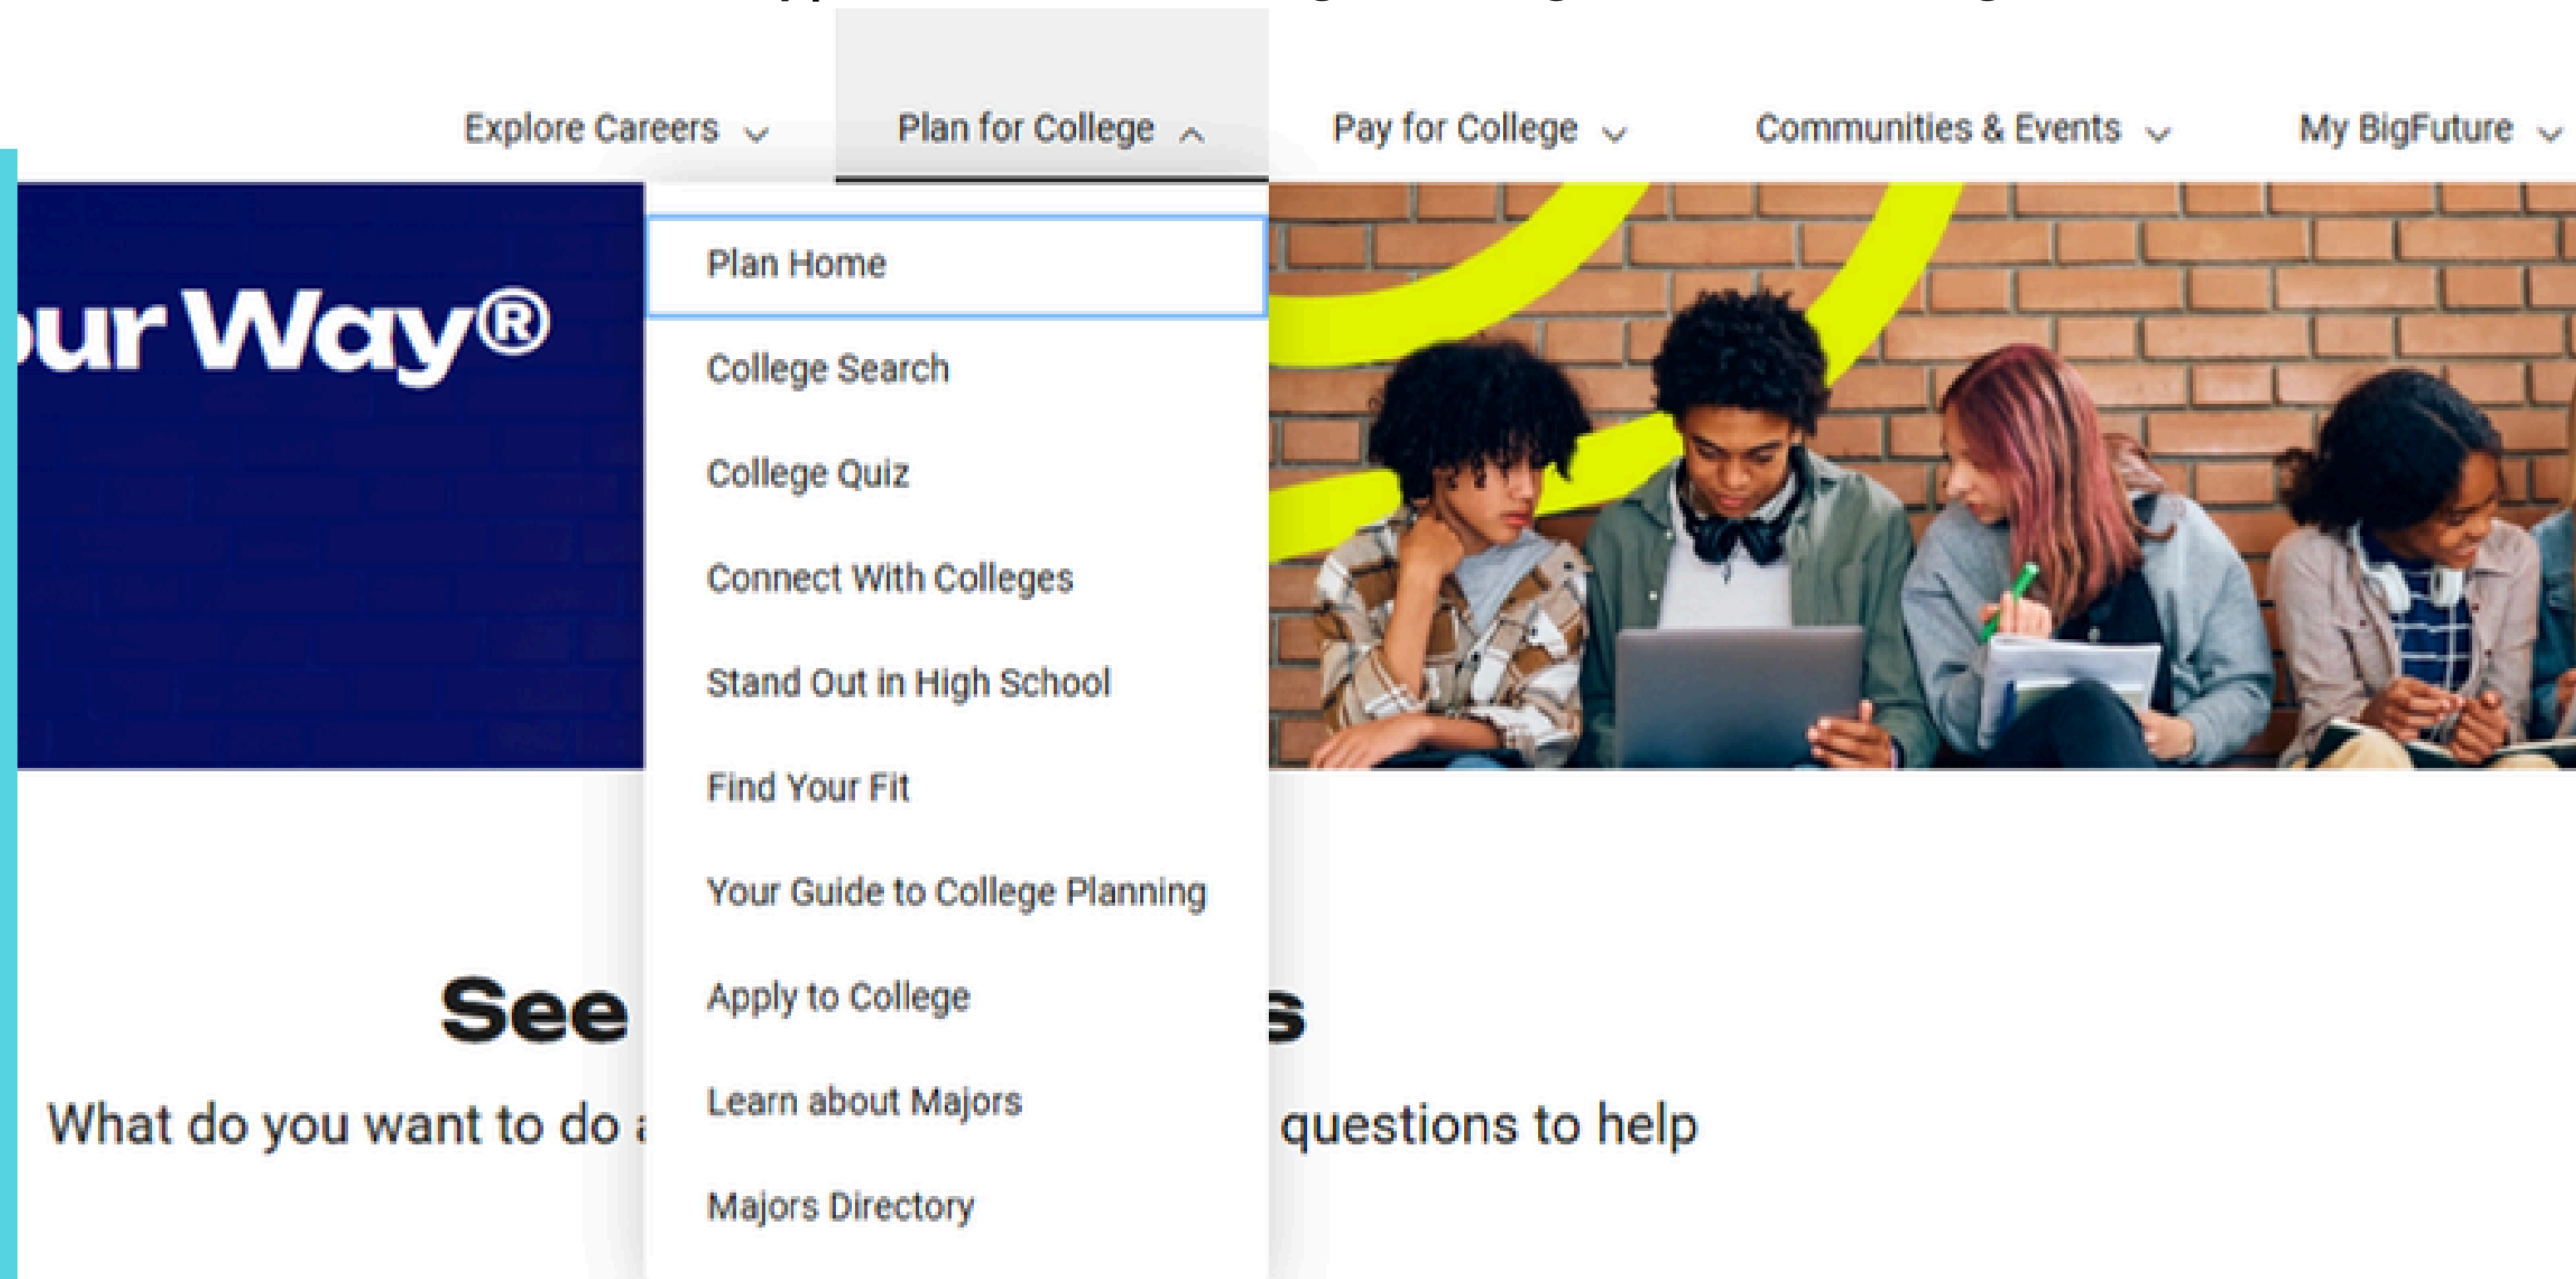 Explore Careers Plan for College Pay for College Communities & Events My BigFuture
our Way®
Plan Home
College Search
College Quiz
Connect With Colleges
Stand Out in High School
Find Your Fit
Your Guide to College Planning
Apply to College
See s
Learn about Majors
What do you want to do a questions to help
Majors Directory